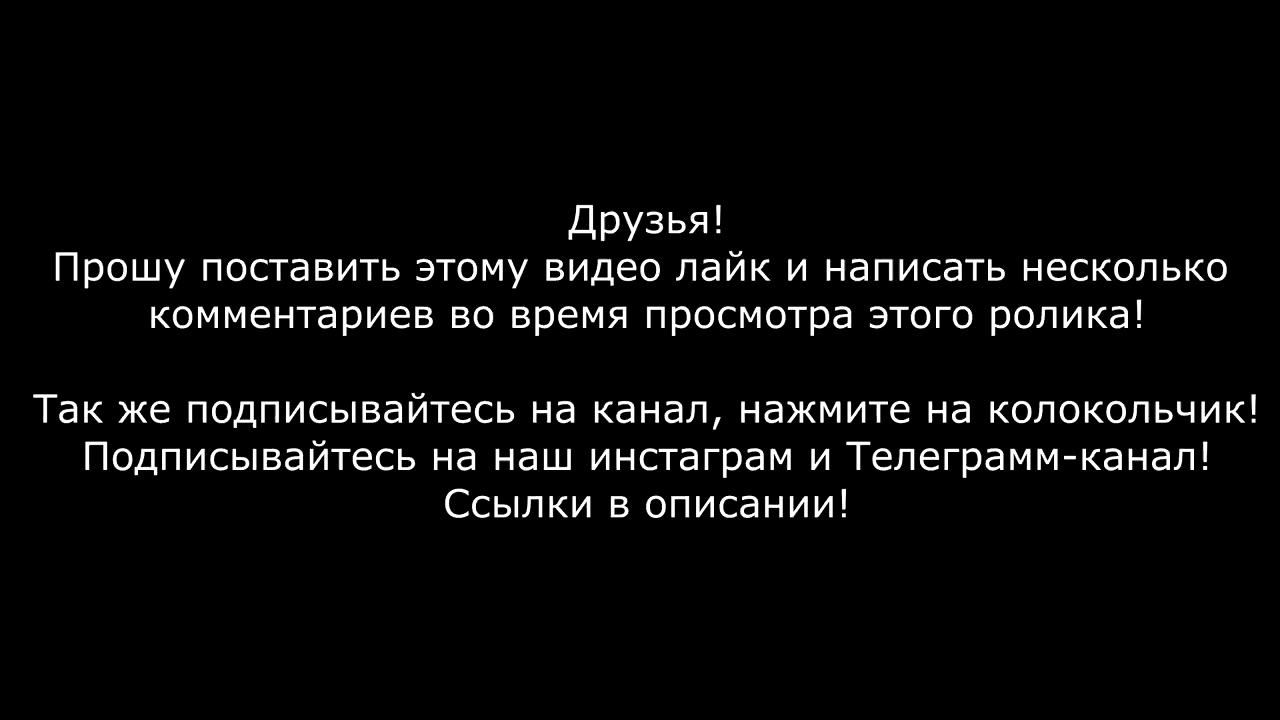 Друзья!
Прошу поставить этому видео лайк и написать несколько
комментариев во время просмотра этого ролика!
Так же подписывайтесь на канал, нажмите на колокольчик!
Подписывайтесь на наш инстаграм и Телеграмм-канал!
Ссылки в описании!